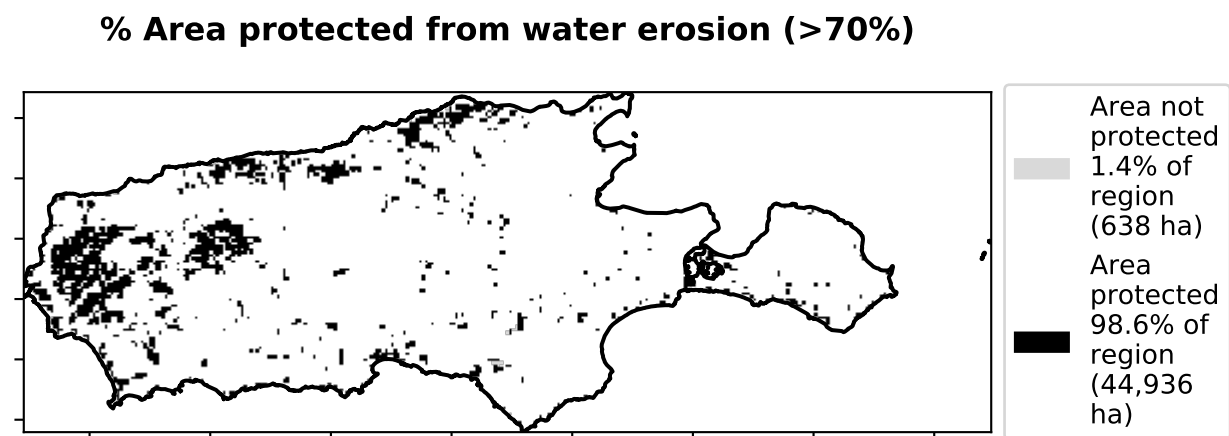 % Area protected from water erosion (>70%)
Area not
protected
1.4% of
region
(638 ha)
Area
protected
98.6% of
region
(44,936
ha)